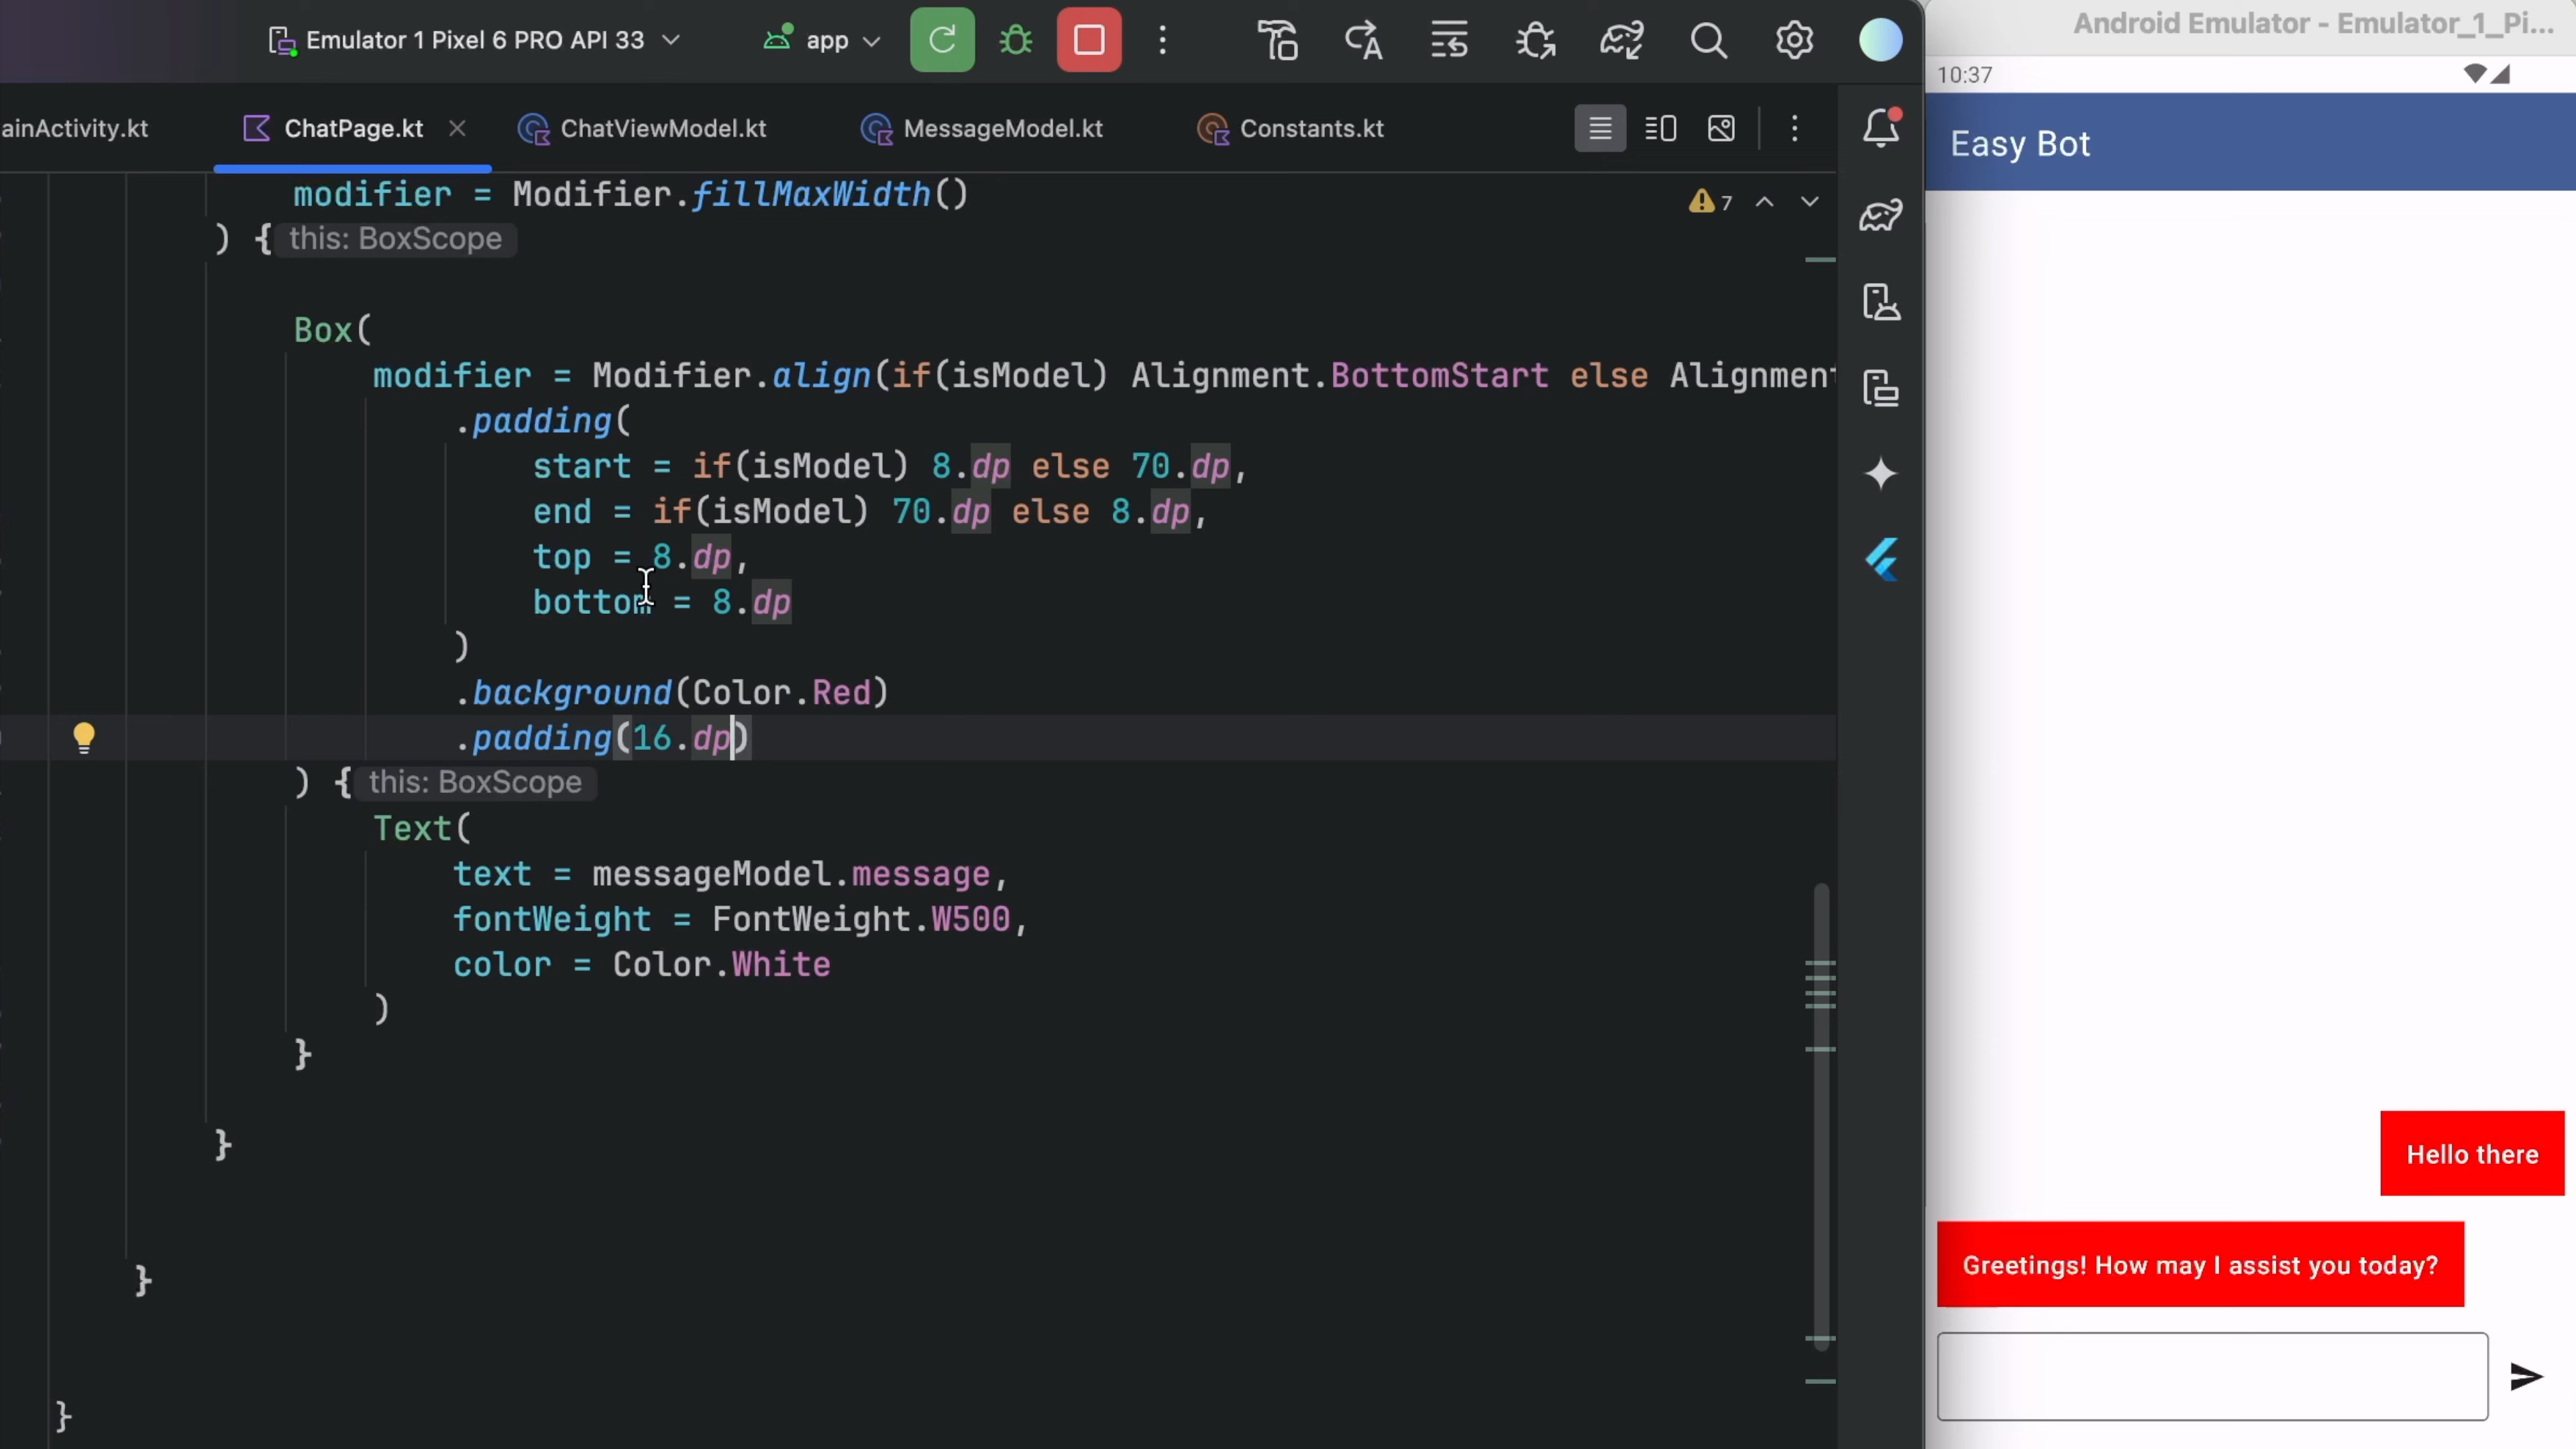 Emulator 1 Pixel 6 PRO API 33
app
Android Emulator - Emulator_1_Pi...
10:37
ainActivity.kt
ChatPage.kt
ChatViewModel.kt
MessageModel.kt
Constants.kt
Easy Bot
modifier = Modifier.fillMaxWidth()
7
) { this: BoxScope
Box(
modifier = Modifier.align(if(isModel) Alignment.BottomStart else Alignment
.padding(
start = if(isModel) 8.dp else 70.dp,
end = if(isModel) 70.dp else 8.dp,
top = 8.dp,
bottom = 8.dp
)
.background(Color.Red)
.padding(16.dp)
) { this: BoxScope
Text(
text = messageModel.message,
fontWeight = FontWeight.W500,
color = Color.White
)
}
}
}
}
Hello there
Greetings! How may I assist you today?